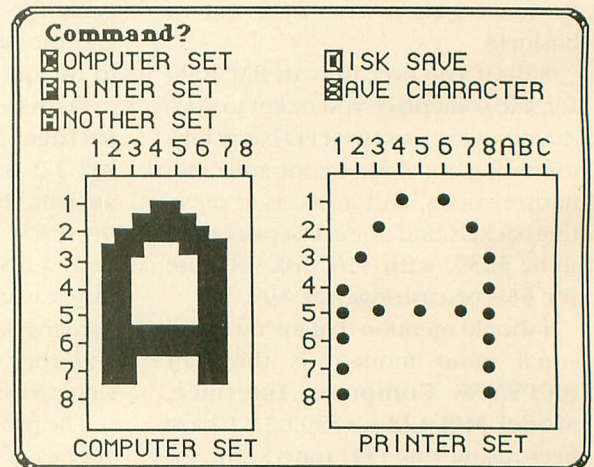 Command?
COMPUTER SET
DISK SAVE
PRINTER SET
SAVE CHARACTER
ANOTHER SET
12345678
123456789ABC
1
2
3
4
5
6
7
8
1
2
3
4
5
6
7
8
COMPUTER SET
PRINTER SET